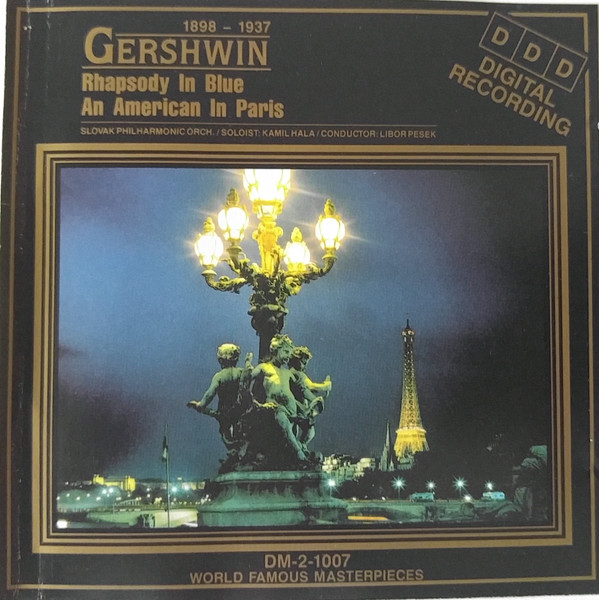 1898 - 1937
GERSHWIN
Rhapsody In Blue
An American In Paris
SLOVAK PHILHARMONIC ORCH. / SOLOIST: KAMIL HALA / CONDUCTOR: LIBOR PESEK
DDD
DIGITAL
RECORDING
DM-2-1007
WORLD FAMOUS MASTERPIECES